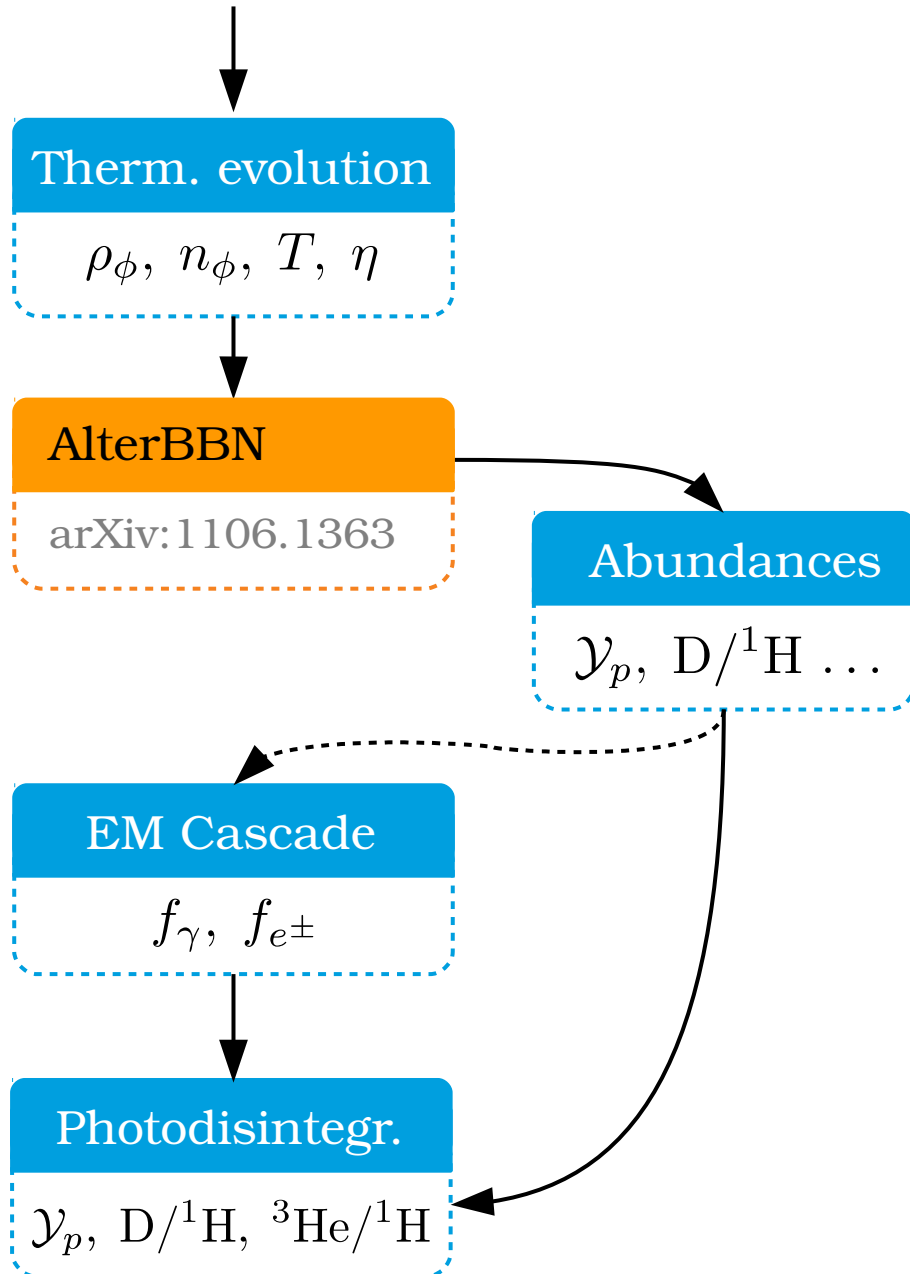 Therm. evolution
ρ_ϕ, n_ϕ, T, η
AlterBBN
arXiv:1106.1363
Abundances
𝒴_p, D/¹H ...
EM Cascade
f_γ, f_e±
Photodisintegr.
𝒴_p, D/¹H, ³He/¹H